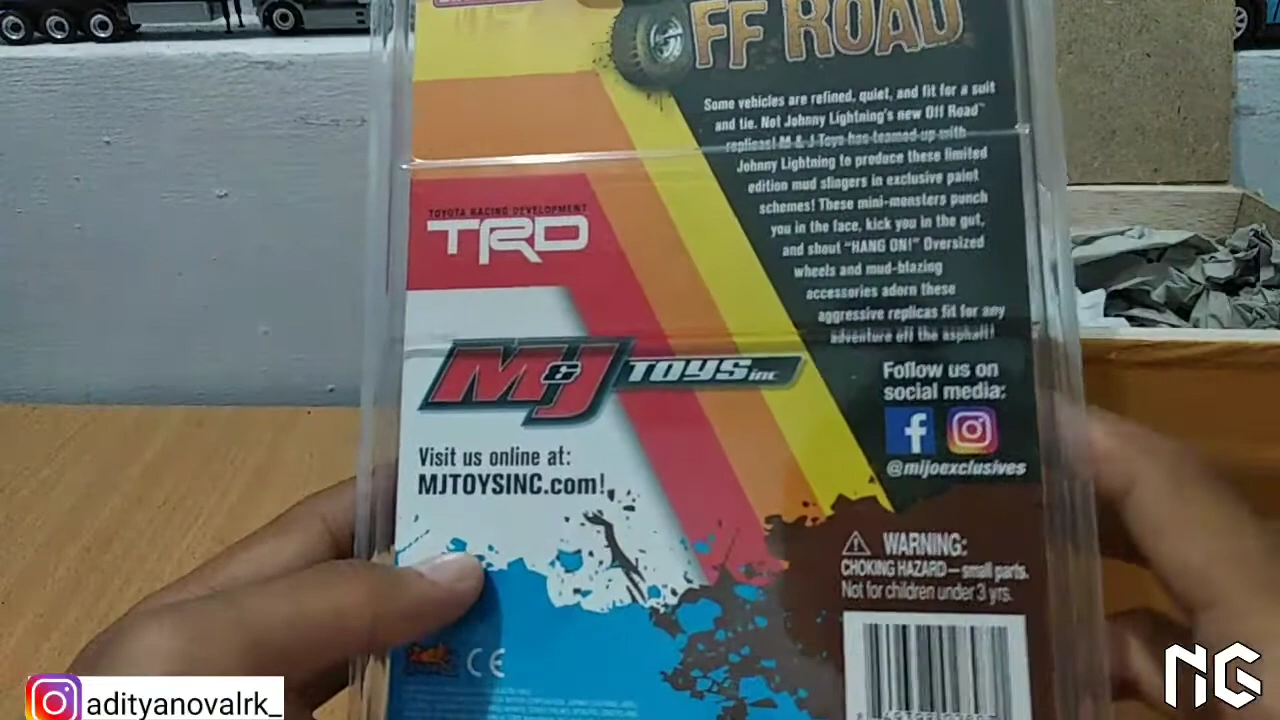 FF ROAD
Some vehicles are refined, quiet, and fit for a suit
and tie. Not Johnny Lightning's new Off Road™
replicas! M & J Toys has teamed up with
Johnny Lightning to produce these limited
edition mud slingers in exclusive paint
schemes! These mini-monsters punch
you in the face, kick you in the gut,
and shout "HANG ON!" Oversized
wheels and mud-blazing
accessories adorn these
aggressive replicas fit for any
adventure off the asphalt!
TOYOTA RACING DEVELOPMENT
TRD
M&J TOYS inc
Visit us online at:
MJTOYSINC.com!
Follow us on
social media:
@mijoexclusives
WARNING:
CHOKING HAZARD—small parts.
Not for children under 3 yrs.
CE
adityanovalrk_
NG